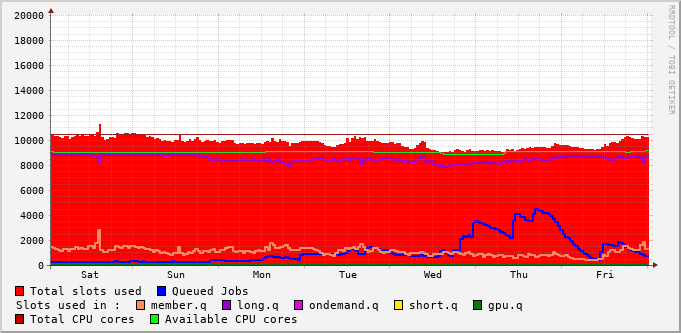 20000
18000
16000
14000
12000
10000
8000
6000
4000
2000
0
Sat Sun Mon Tue Wed Thu Fri
Total slots used Queued Jobs
Slots used in : member.q long.q ondemand.q short.q gpu.q
Total CPU cores Available CPU cores
RRDTOOL / TOBI OETIKER